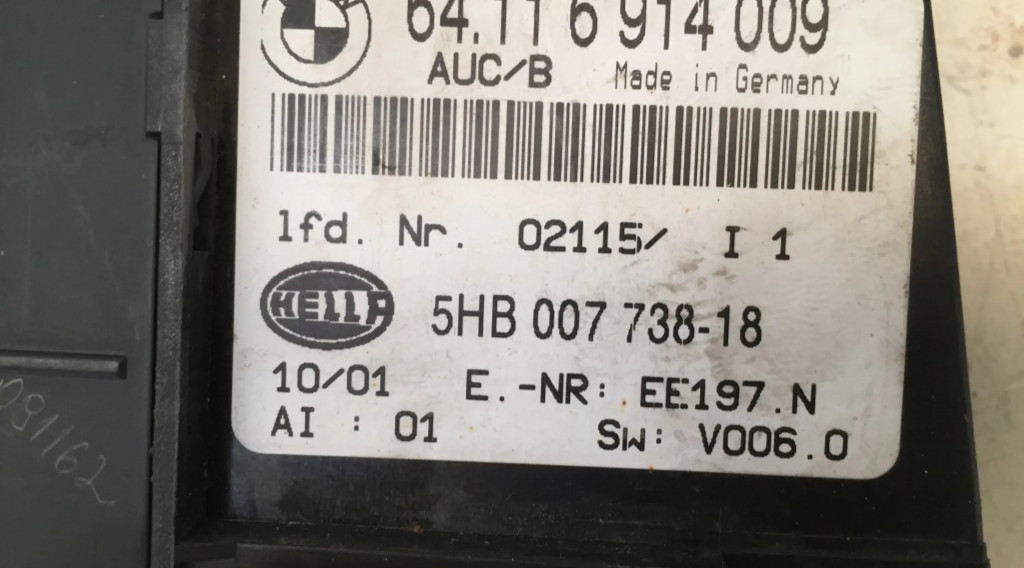 64.11 6 914 009
AUC/B Made in Germany
lfd. Nr. 02115/ I 1
HELLA 5HB 007 738-18
10/01 E.-NR: EE197.N
AI : 01 SW: V006.0